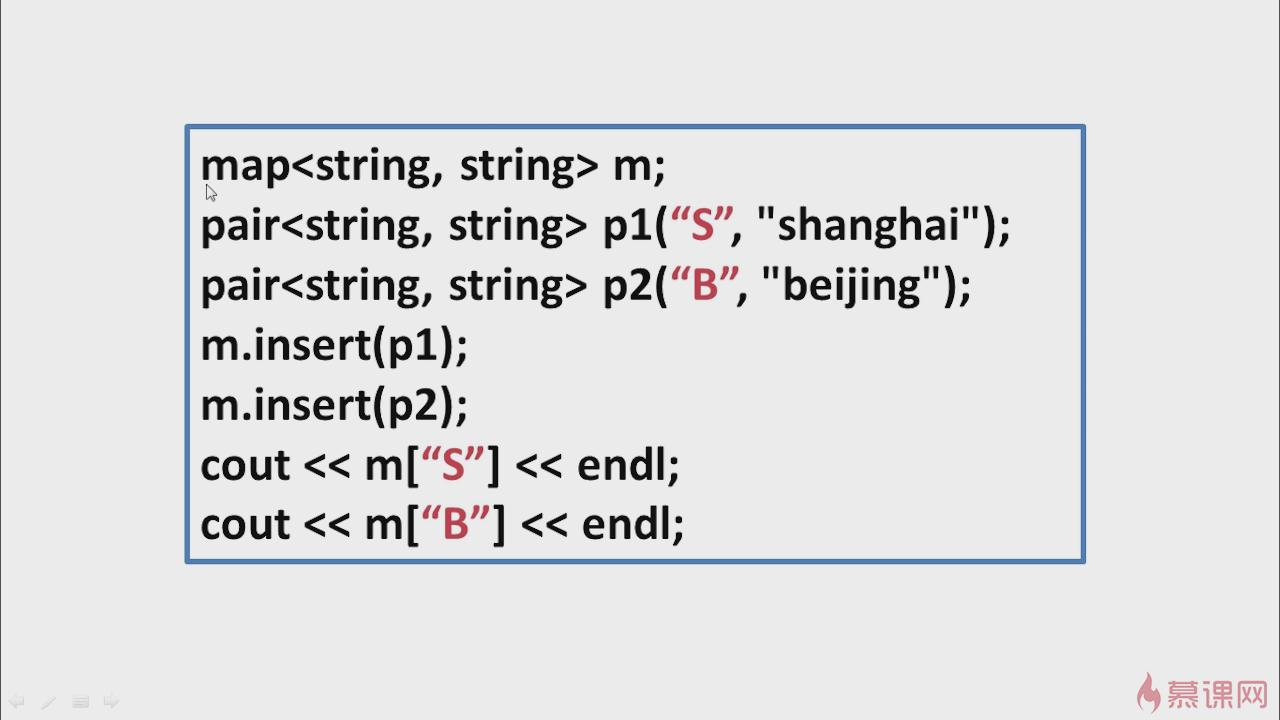 map<string, string> m;
pair<string, string> p1(“S”, "shanghai");
pair<string, string> p2(“B”, "beijing");
m.insert(p1);
m.insert(p2);
cout << m[“S”] << endl;
cout << m[“B”] << endl;
慕课网